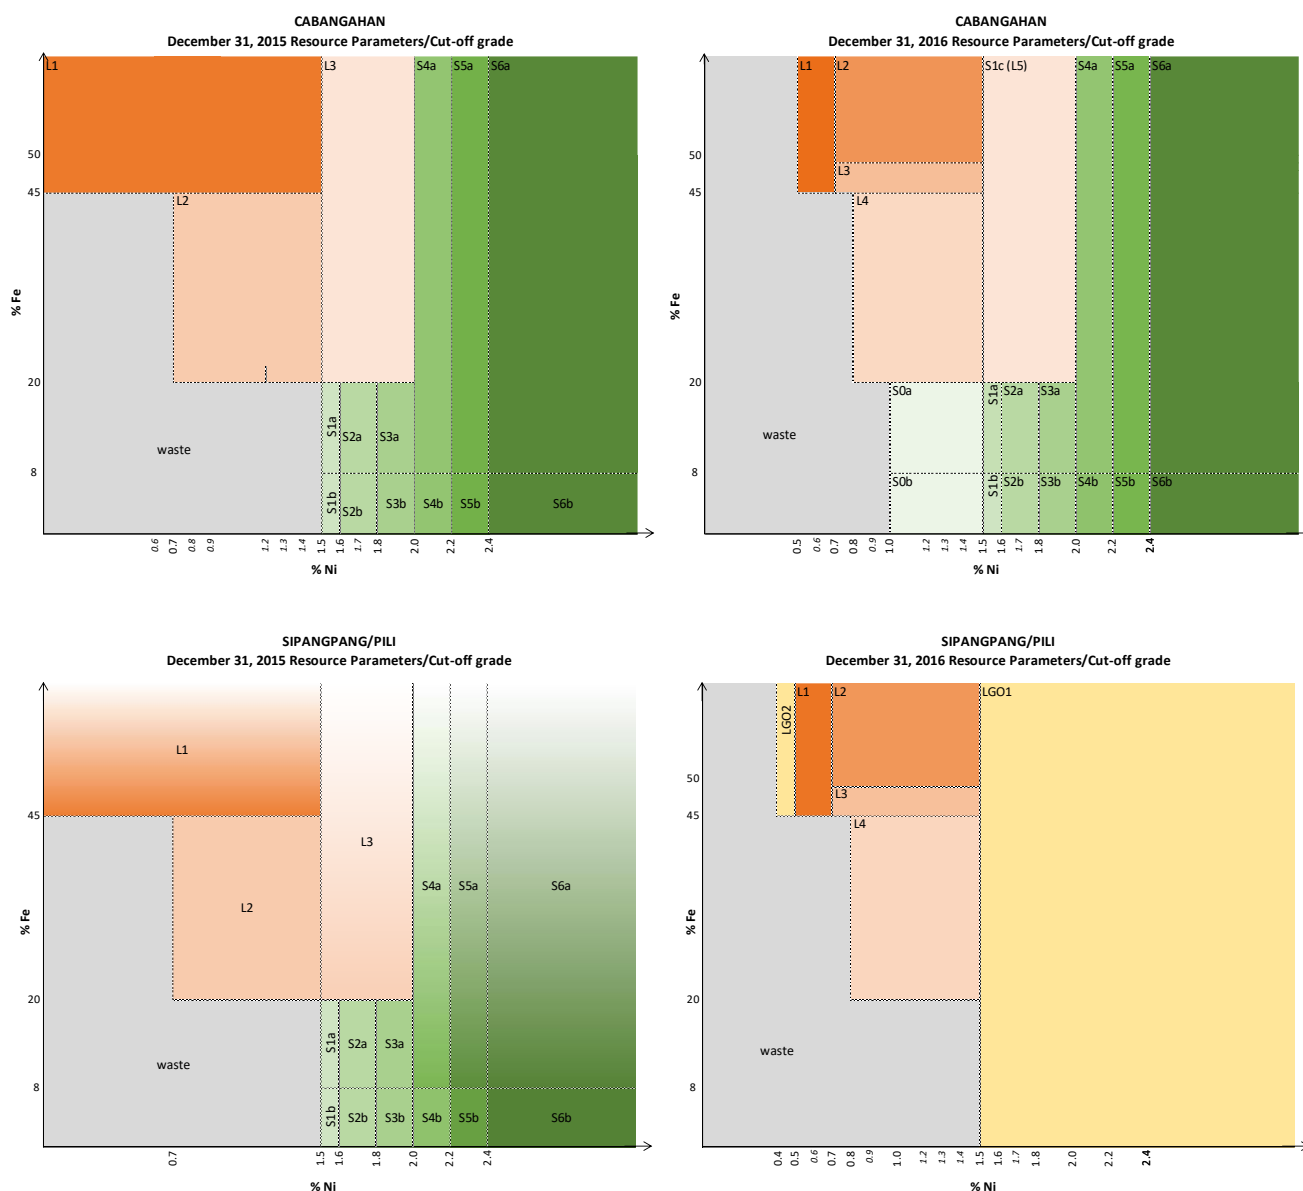 CABANGAHAN
December 31, 2015 Resource Parameters/Cut-off grade
L1
L3
S4a
S5a
S6a
50
45
L2
% Fe
20
S1a
S2a
S3a
waste
8
S1b
S2b
S3b
S4b
S5b
S6b
0.6
0.7
0.8
0.9
1.2
1.3
1.4
1.5
1.6
1.7
1.8
2.0
2.2
2.4
% Ni
CABANGAHAN
December 31, 2016 Resource Parameters/Cut-off grade
L1
L2
S1c (L5)
S4a
S5a
S6a
50
L3
45
L4
% Fe
20
S0a
S1a
S2a
S3a
waste
8
S0b
S1b
S2b
S3b
S4b
S5b
S6b
0.5
0.6
0.7
0.8
0.9
1.0
1.2
1.3
1.4
1.5
1.6
1.7
1.8
2.0
2.2
2.4
% Ni
SIPANGPANG/PILI
December 31, 2015 Resource Parameters/Cut-off grade
L1
45
L3
L2
S4a
S5a
S6a
% Fe
20
S1a
S2a
S3a
waste
8
S1b
S2b
S3b
S4b
S5b
S6b
0.7
1.5
1.6
1.8
2.0
2.2
2.4
% Ni
SIPANGPANG/PILI
December 31, 2016 Resource Parameters/Cut-off grade
LGO2
L1
L2
LGO1
50
L3
45
L4
% Fe
20
waste
8
0.4
0.5
0.6
0.7
0.8
0.9
1.0
1.2
1.3
1.4
1.5
1.6
1.7
1.8
2.0
2.2
2.4
% Ni